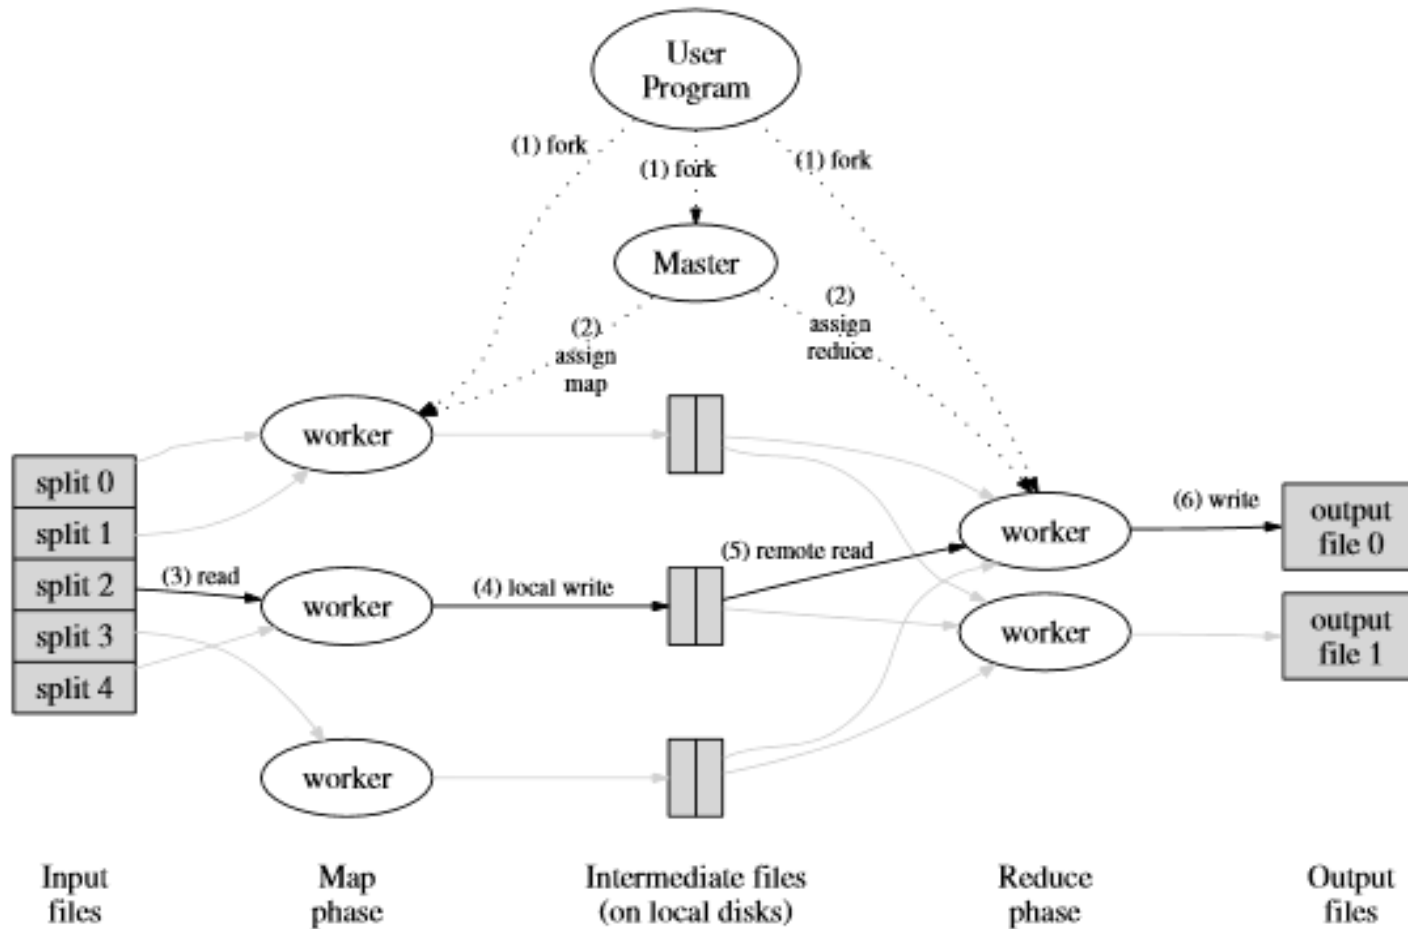 User
Program
(1) fork
(1) fork
(1) fork
Master
(2)
assign
map
(2)
assign
reduce
split 0
split 1
split 2
split 3
split 4
(3) read
worker
worker
worker
(4) local write
(5) remote read
worker
worker
(6) write
output
file 0
output
file 1
Input
files
Map
phase
Intermediate files
(on local disks)
Reduce
phase
Output
files